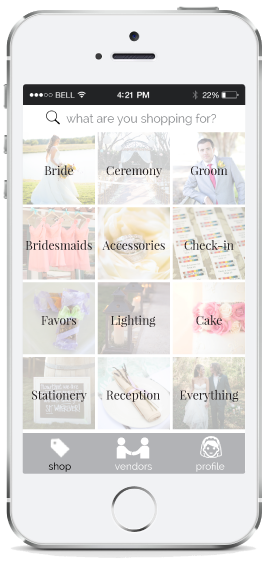 BELL 4:21 PM 22%
what are you shopping for?
Bride Ceremony Groom
Bridesmaids Accessories Check-in
Favors Lighting Cake
Stationery Reception Everything
shop vendors profile